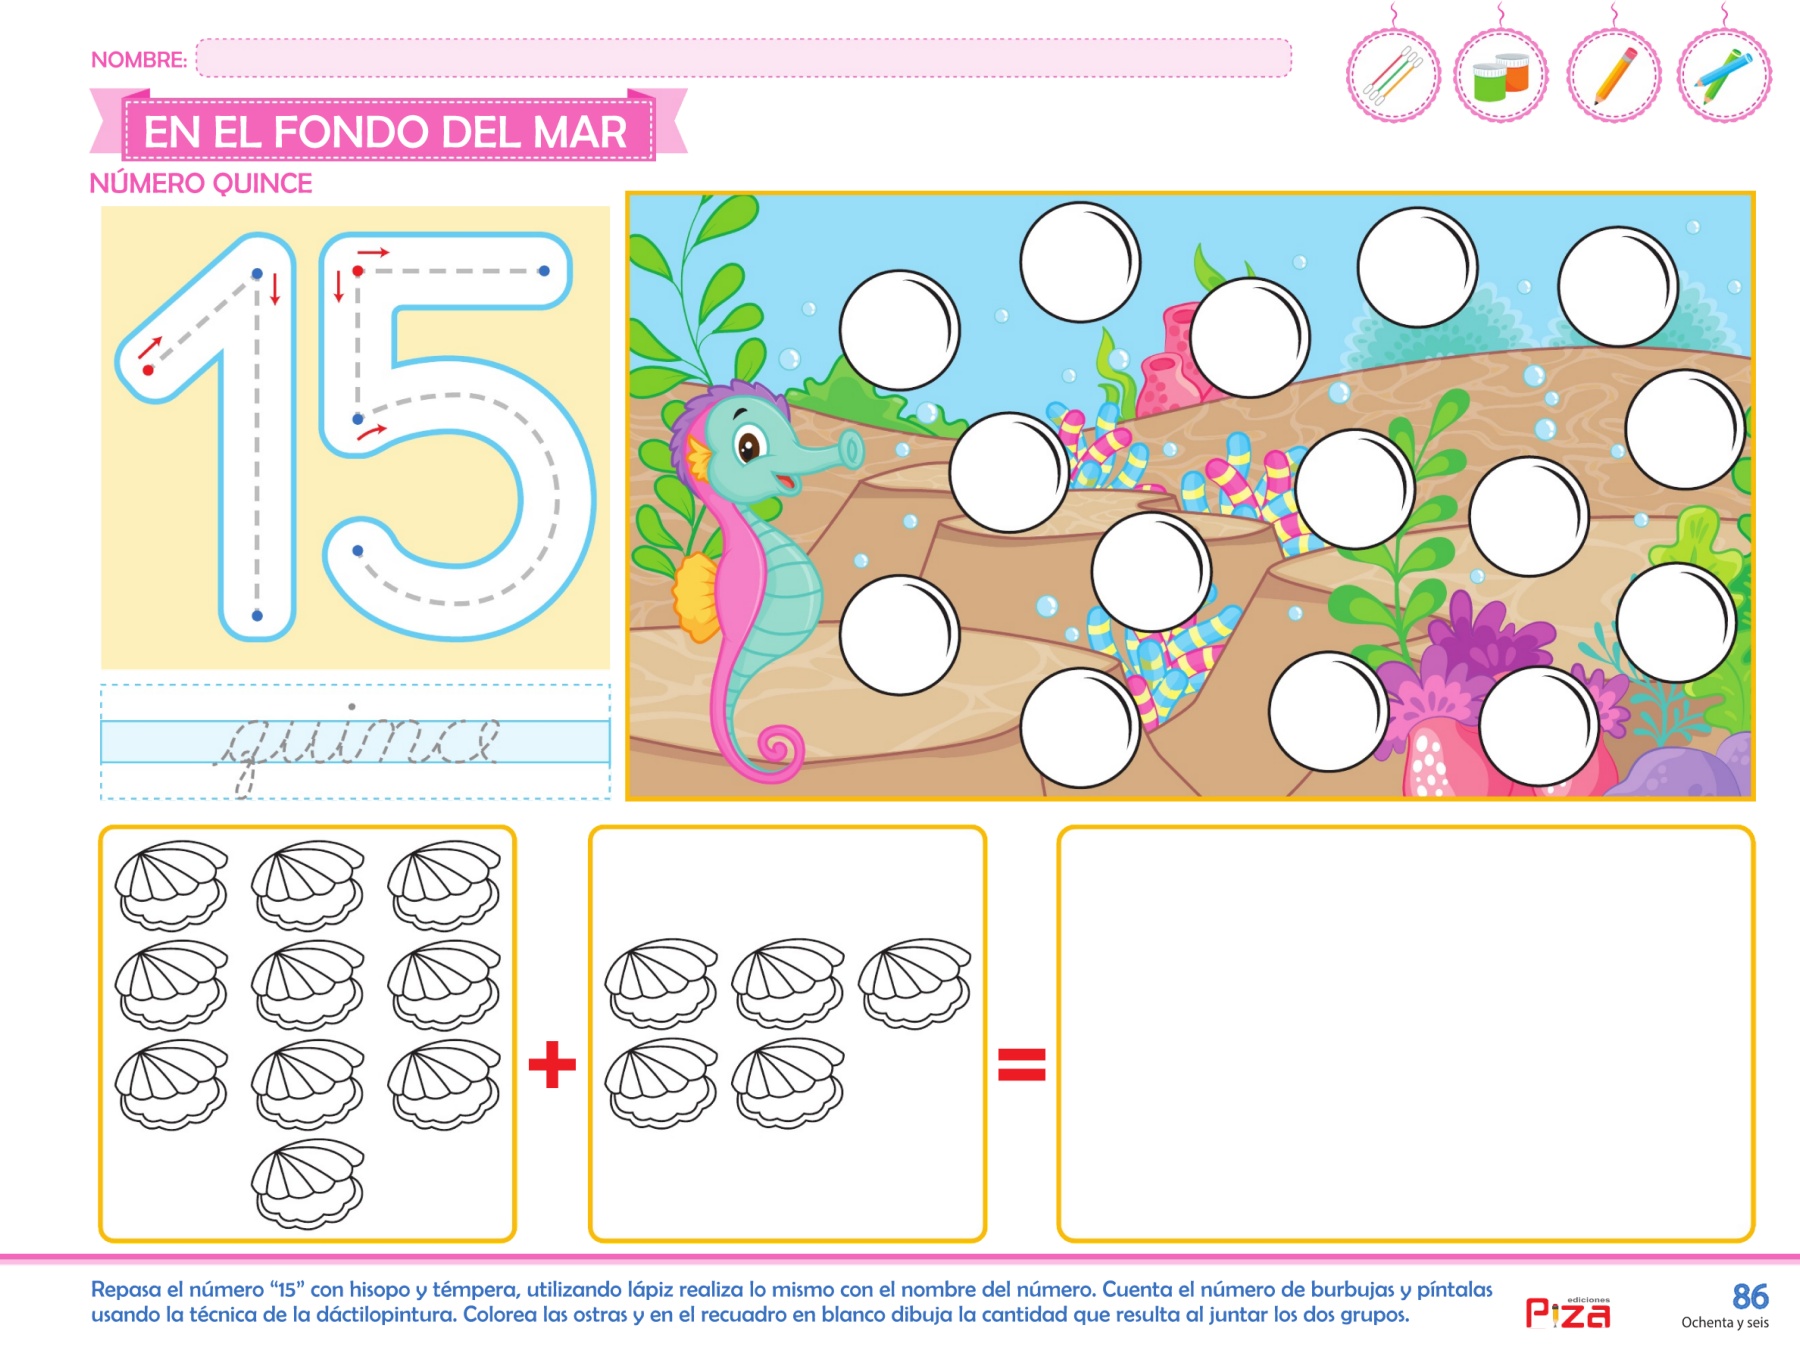 NOMBRE:
EN EL FONDO DEL MAR
NÚMERO QUINCE
15
quince
+
=
Repasa el número “15” con hisopo y témpera, utilizando lápiz realiza lo mismo con el nombre del número. Cuenta el número de burbujas y píntalas
usando la técnica de la dáctilopintura. Colorea las ostras y en el recuadro en blanco dibuja la cantidad que resulta al juntar los dos grupos.
ediciones
Piza
86
Ochenta y seis